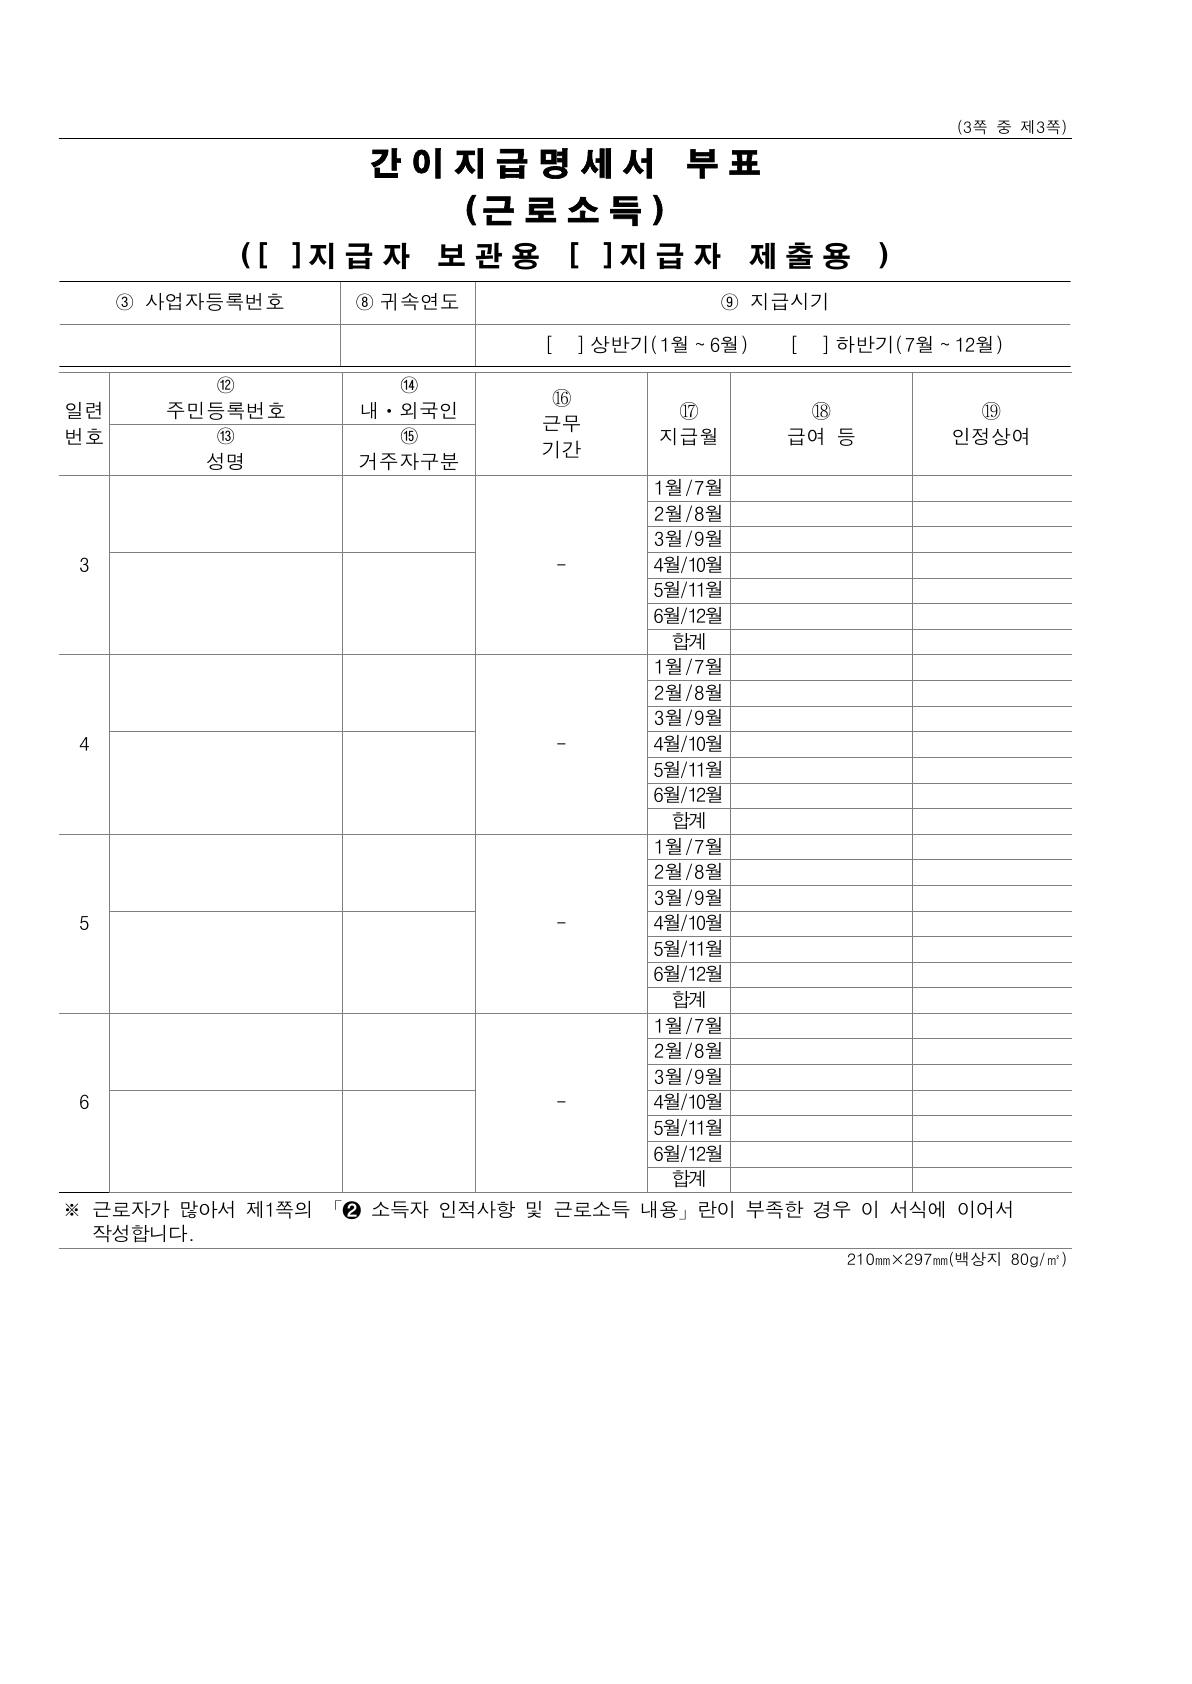 (3쪽 중 제3쪽)
간이지급명세서 부표
(근로소득)
([ ]지급자 보관용 [ ]지급자 제출용 )
③ 사업자등록번호 ⑧ 귀속연도 ⑨ 지급시기
[ ] 상반기(1월 ~ 6월) [ ] 하반기(7월 ~ 12월)
일련
번호
⑫
주민등록번호
⑬
성명
⑭
내ㆍ외국인
⑮
거주자구분
⑯
근무
기간
⑰
지급월
⑱
급여 등
⑲
인정상여
3
-
1월/7월
2월/8월
3월/9월
4월/10월
5월/11월
6월/12월
합계
4
-
1월/7월
2월/8월
3월/9월
4월/10월
5월/11월
6월/12월
합계
5
-
1월/7월
2월/8월
3월/9월
4월/10월
5월/11월
6월/12월
합계
6
-
1월/7월
2월/8월
3월/9월
4월/10월
5월/11월
6월/12월
합계
※ 근로자가 많아서 제1쪽의 「❷ 소득자 인적사항 및 근로소득 내용」란이 부족한 경우 이 서식에 이어서
작성합니다.
210㎜×297㎜(백상지 80g/㎡)